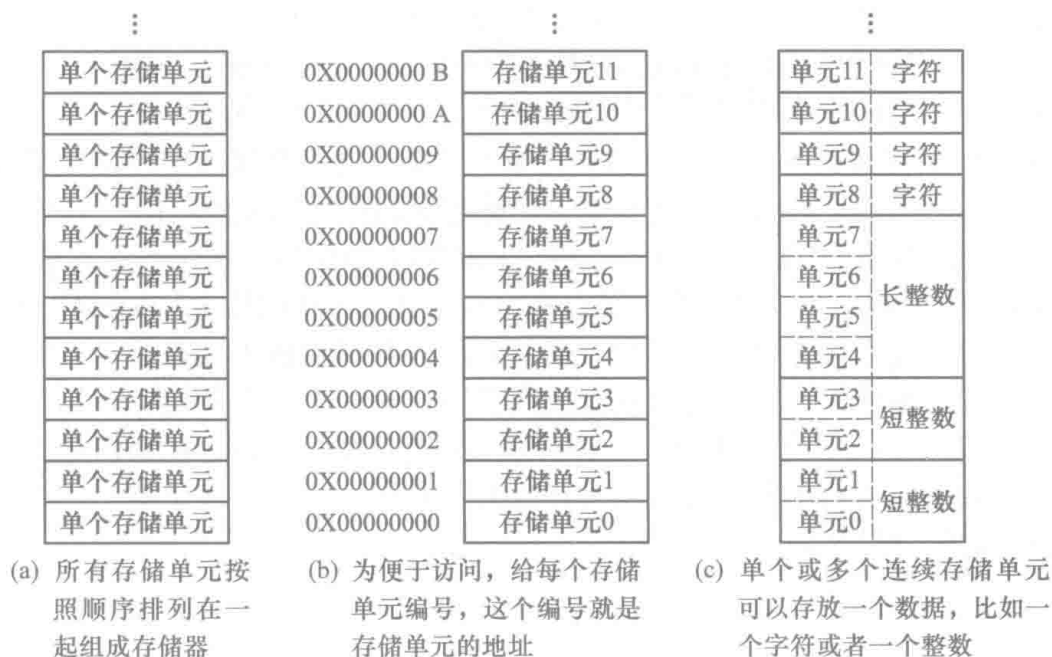 ⋮
单个存储单元
单个存储单元
单个存储单元
单个存储单元
单个存储单元
单个存储单元
单个存储单元
单个存储单元
单个存储单元
单个存储单元
单个存储单元
单个存储单元
(a) 所有存储单元按
照顺序排列在一
起组成存储器
⋮
0X0000000 B 存储单元11
0X0000000 A 存储单元10
0X00000009 存储单元9
0X00000008 存储单元8
0X00000007 存储单元7
0X00000006 存储单元6
0X00000005 存储单元5
0X00000004 存储单元4
0X00000003 存储单元3
0X00000002 存储单元2
0X00000001 存储单元1
0X00000000 存储单元0
(b) 为便于访问，给每个存储
单元编号，这个编号就是
存储单元的地址
⋮
单元11 字符
单元10 字符
单元9 字符
单元8 字符
单元7
单元6
长整数
单元5
单元4
单元3
短整数
单元2
单元1
短整数
单元0
(c) 单个或多个连续存储单元
可以存放一个数据，比如一
个字符或者一个整数